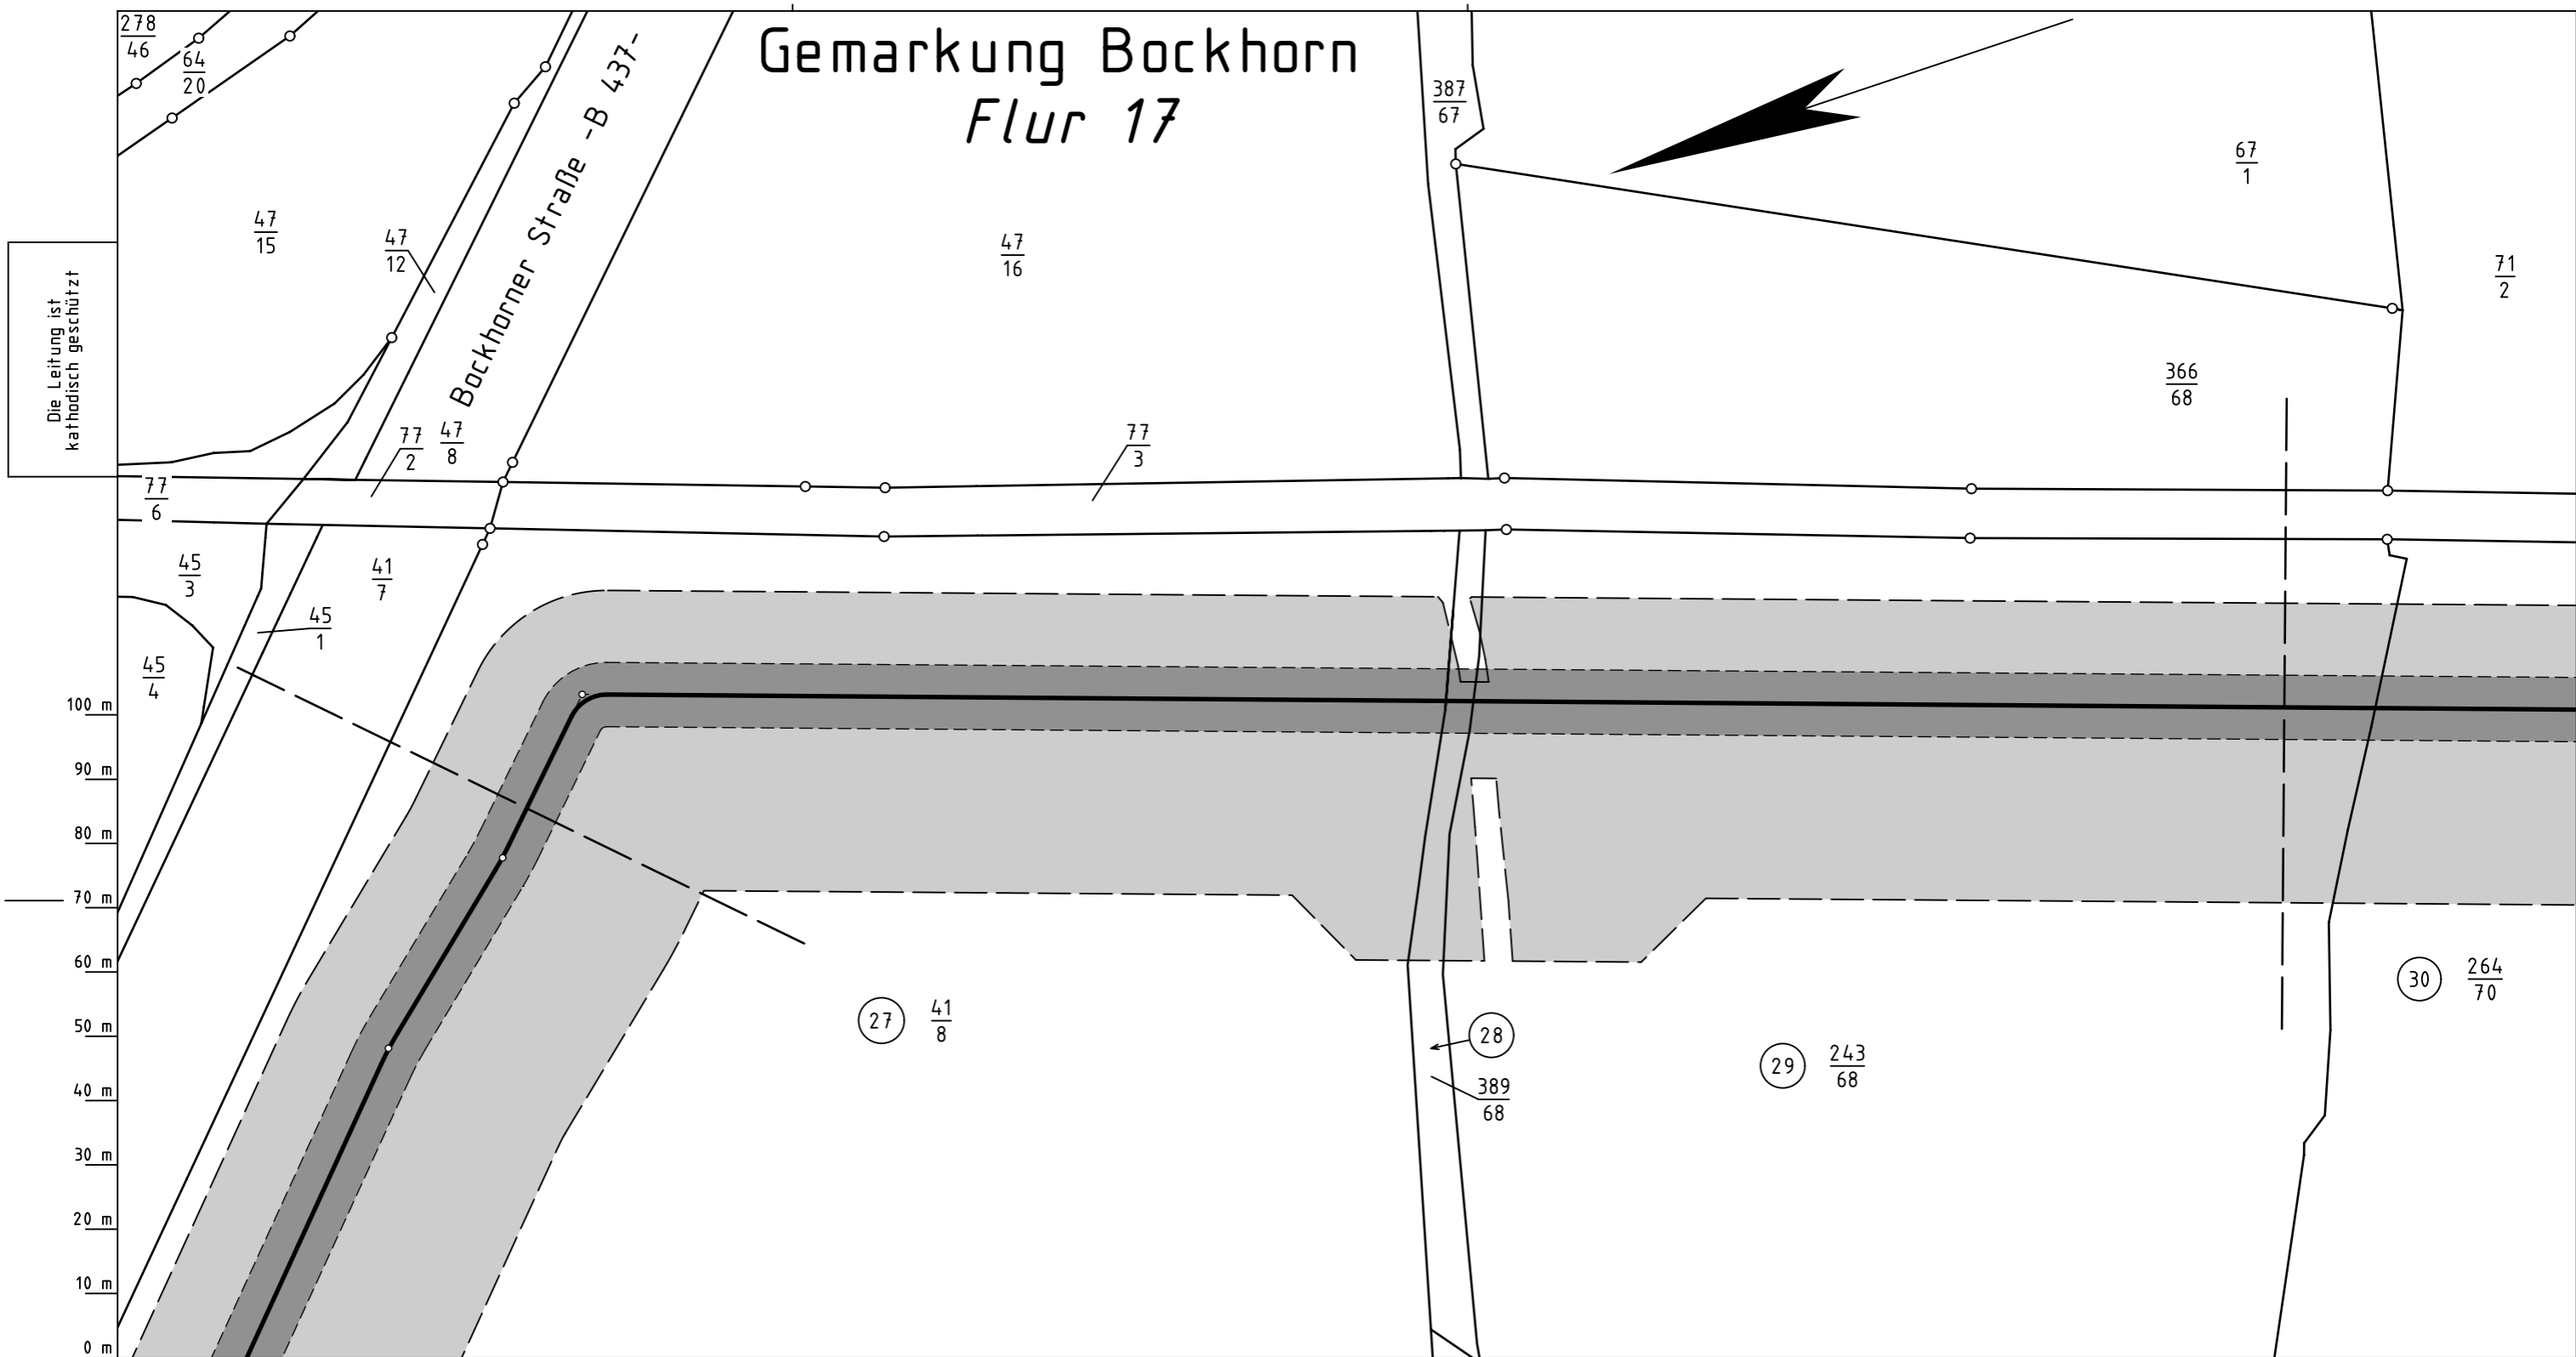 Gemarkung Bockhorn
Flur 17
278
46
64
20
47
15
47
12
Bockhorner Straße -B 437-
47
16
387
67
67
1
71
2
366
68
Die Leitung ist
kathodisch geschützt
77
2
47
8
77
3
77
6
45
3
41
7
45
1
45
4
100 m
90 m
80 m
70 m
60 m
50 m
40 m
30 m
20 m
10 m
0 m
27
41
8
28
389
68
29
243
68
30
264
70